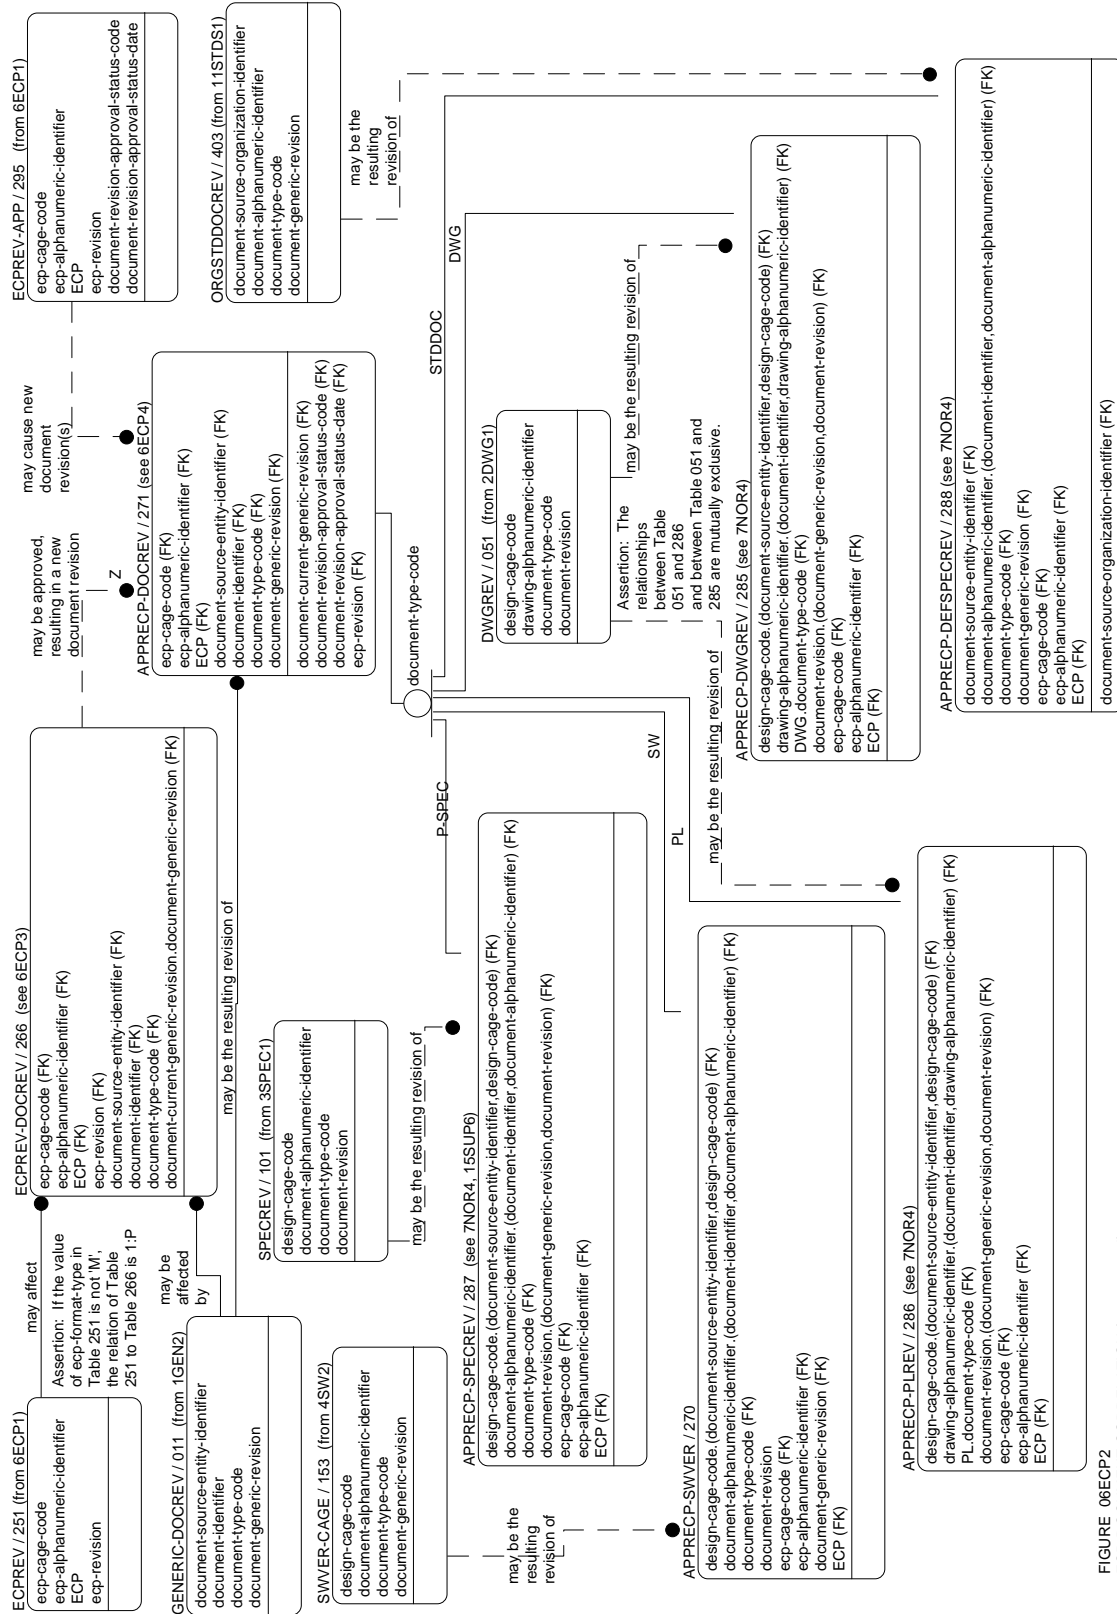 ECPREV / 251 (from 6ECP1)
ecp-cage-code
ecp-alphanumeric-identifier
ECP
ecp-revision
may affect
Assertion: If the value
of ecp-format-type in
Table 251 is not 'M',
the relation of Table
251 to Table 266 is 1:P
ECPREV-DOCREV / 266 (see 6ECP3)
ecp-cage-code (FK)
ecp-alphanumeric-identifier (FK)
ECP (FK)
ecp-revision (FK)
document-source-entity-identifier (FK)
document-identifier (FK)
document-type-code (FK)
document-current-generic-revision.document-generic-revision (FK)
may be approved,
resulting in a new
document revision
Z
may cause new
document
revision(s)
ECPREV-APP / 295 (from 6ECP1)
ecp-cage-code
ecp-alphanumeric-identifier
ECP
ecp-revision
document-revision-approval-status-code
document-revision-approval-status-date
GENERIC-DOCREV / 011 (from 1GEN2)
document-source-entity-identifier
document-identifier
document-type-code
document-generic-revision
may be
affected
by
may be the resulting revision of
APPRECP-DOCREV / 271 (see 6ECP4)
ecp-cage-code (FK)
ecp-alphanumeric-identifier (FK)
ECP (FK)
document-source-entity-identifier (FK)
document-identifier (FK)
document-type-code (FK)
document-generic-revision (FK)
document-current-generic-revision (FK)
document-revision-approval-status-code (FK)
document-revision-approval-status-date (FK)
ecp-revision (FK)
ORGSTDDOCREV / 403 (from 11STDS1)
document-source-organization-identifier
document-alphanumeric-identifier
document-type-code
document-generic-revision
may be the
resulting
revision of
SWVER-CAGE / 153 (from 4SW2)
design-cage-code
document-alphanumeric-identifier
document-type-code
document-revision
may be the
resulting
revision of
SPECREV / 101 (from 3SPEC1)
design-cage-code
document-alphanumeric-identifier
document-type-code
document-revision
may be the resulting revision of
document-type-code
P-SPEC
SW
PL
STDDOC
DWG
APPRECP-SPECREV / 287 (see 7NOR4, 15SUP6)
design-cage-code.(document-source-entity-identifier,design-cage-code) (FK)
document-alphanumeric-identifier.(document-identifier,document-alphanumeric-identifier) (FK)
document-type-code (FK)
document-revision.(document-generic-revision,document-revision) (FK)
ecp-cage-code (FK)
ecp-alphanumeric-identifier (FK)
ECP (FK)
DWGREV / 051 (from 2DWG1)
design-cage-code
drawing-alphanumeric-identifier
document-type-code
document-revision
may be the resulting revision of
Assertion: The
relationships
between Table
051 and 286
and between Table 051 and
285 are mutually exclusive.
may be the resulting revision of
APPRECP-SWVER / 270
design-cage-code.(document-source-entity-identifier,design-cage-code) (FK)
document-alphanumeric-identifier.(document-identifier,document-alphanumeric-identifier) (FK)
document-type-code (FK)
document-revision
ecp-cage-code (FK)
ecp-alphanumeric-identifier (FK)
document-generic-revision (FK)
ECP (FK)
APPRECP-DWGREV / 285 (see 7NOR4)
design-cage-code.(document-source-entity-identifier,design-cage-code) (FK)
drawing-alphanumeric-identifier.(document-identifier,drawing-alphanumeric-identifier) (FK)
DWG.document-type-code (FK)
document-revision.(document-generic-revision,document-revision) (FK)
ecp-cage-code (FK)
ecp-alphanumeric-identifier (FK)
ECP (FK)
APPRECP-PLREV / 286 (see 7NOR4)
design-cage-code.(document-source-entity-identifier,design-cage-code) (FK)
drawing-alphanumeric-identifier.(document-identifier,drawing-alphanumeric-identifier) (FK)
PL.document-type-code (FK)
document-revision.(document-generic-revision,document-revision) (FK)
ecp-cage-code (FK)
ecp-alphanumeric-identifier (FK)
ECP (FK)
APPRECP-DEFSPECREV / 288 (see 7NOR4)
document-source-entity-identifier (FK)
document-alphanumeric-identifier.(document-identifier,document-alphanumeric-identifier) (FK)
document-type-code (FK)
document-generic-revision (FK)
ecp-cage-code (FK)
ecp-alphanumeric-identifier (FK)
ECP (FK)
document-source-organization-identifier (FK)
FIGURE 06ECP2